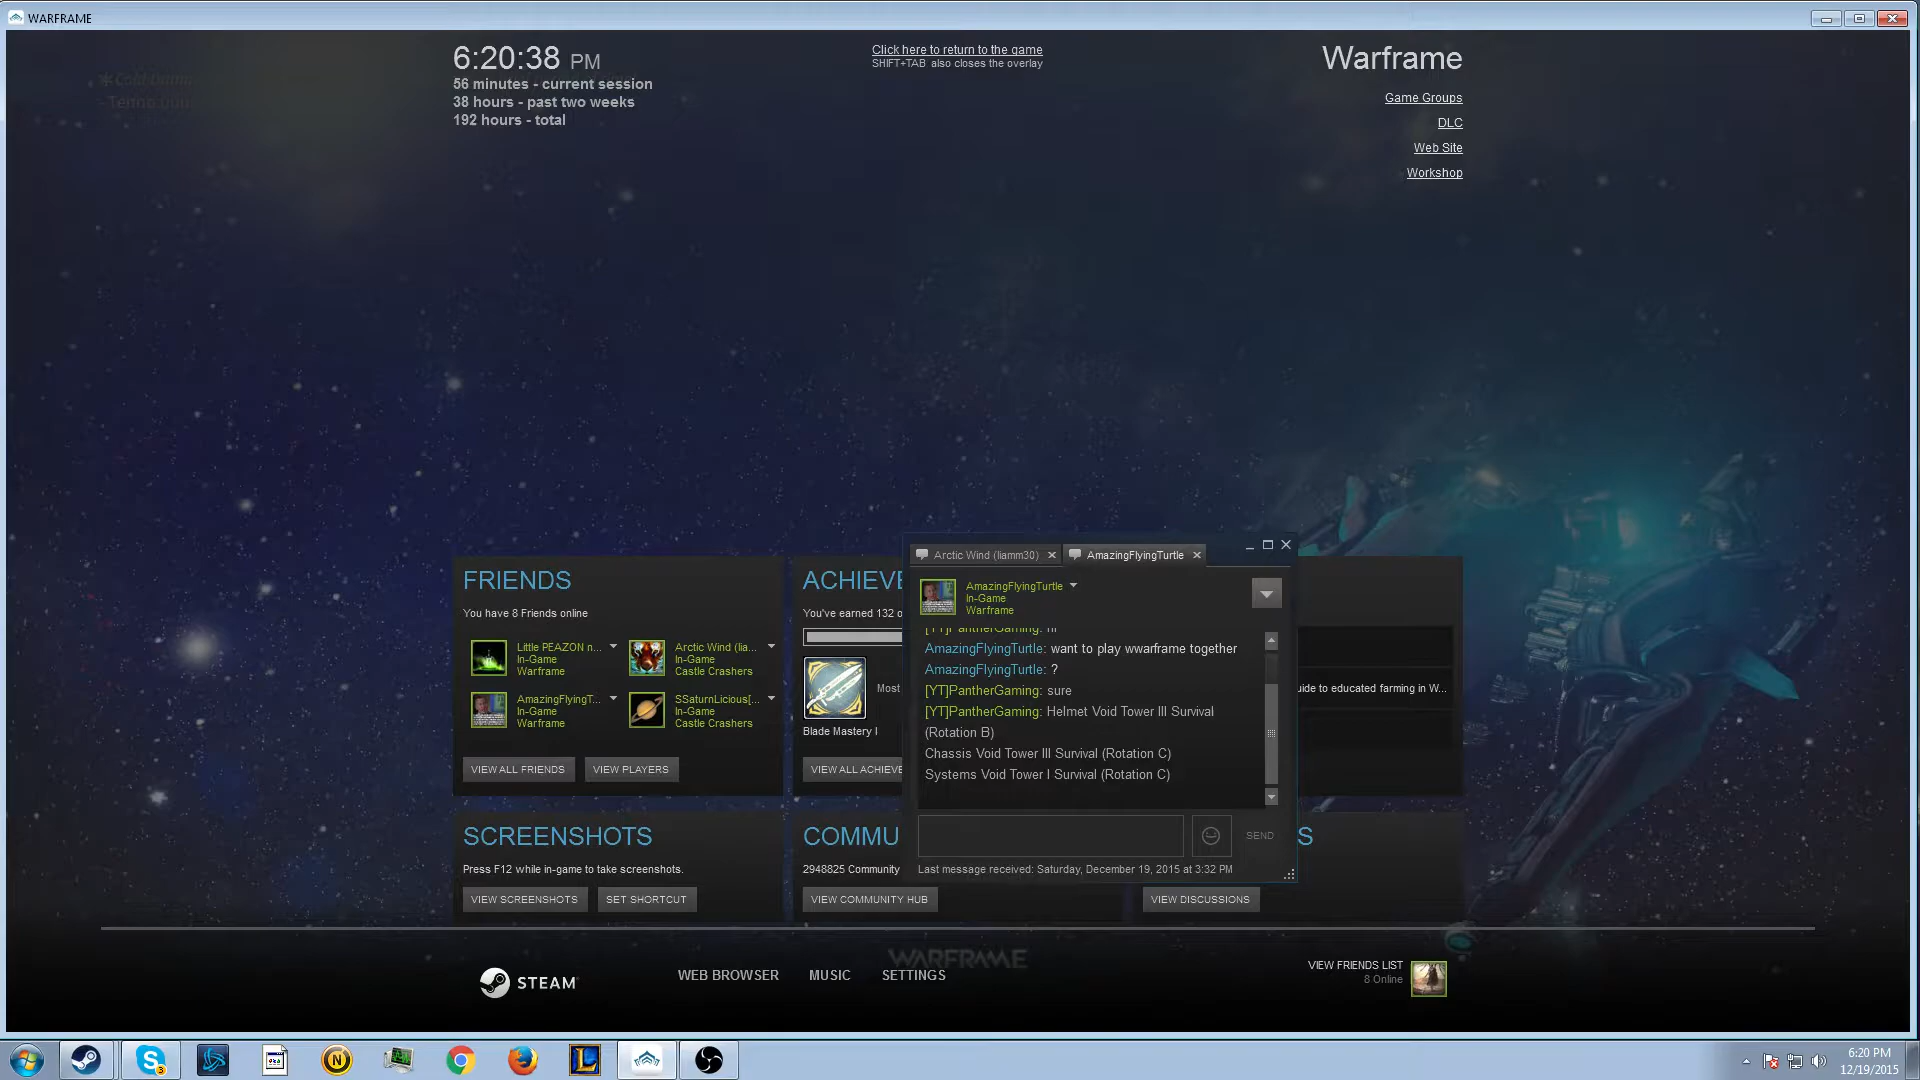 WARFRAME
6:20:38 PM
56 minutes - current session
38 hours - past two weeks
192 hours - total
Click here to return to the game
SHIFT+TAB also closes the overlay
Warframe
Game Groups
DLC
Web Site
Workshop
FRIENDS
You have 8 Friends online
Little PEAZON n...
In-Game
Warframe
Arctic Wind (lia...
In-Game
Castle Crashers
AmazingFlyingT...
In-Game
Warframe
SSaturnLicious[...
In-Game
Castle Crashers
VIEW ALL FRIENDS
VIEW PLAYERS
ACHIEVE
You've earned 132 o
Most
Blade Mastery I
VIEW ALL ACHIEVE
Arctic Wind (liamm30)
AmazingFlyingTurtle
AmazingFlyingTurtle
In-Game
Warframe
[YT]PantherGaming: hi
AmazingFlyingTurtle: want to play wwarframe together
AmazingFlyingTurtle: ?
[YT]PantherGaming: sure
[YT]PantherGaming: Helmet Void Tower III Survival
(Rotation B)
Chassis Void Tower III Survival (Rotation C)
Systems Void Tower I Survival (Rotation C)
SEND
Last message received: Saturday, December 19, 2015 at 3:32 PM
uide to educated farming in W...
SCREENSHOTS
Press F12 while in-game to take screenshots.
VIEW SCREENSHOTS
SET SHORTCUT
COMMU
2948825 Community
VIEW COMMUNITY HUB
S
VIEW DISCUSSIONS
WARFRAME
STEAM
WEB BROWSER
MUSIC
SETTINGS
VIEW FRIENDS LIST
8 Online
3
N
L
6:20 PM
12/19/2015